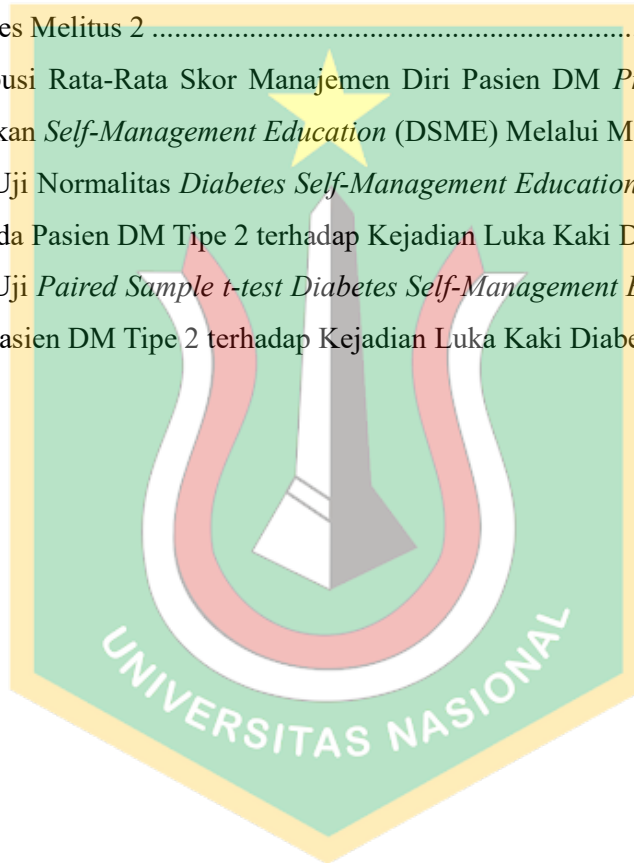 es Melitus 2 ...............................................................
usi Rata-Rata Skor Manajemen Diri Pasien DM
kan Self-Management Education (DSME) Melalui
Uji Normalitas Diabetes Self-Management Education
da Pasien DM Tipe 2 terhadap Kejadian Luka Kaki
Uji Paired Sample t-test Diabetes Self-Management
asien DM Tipe 2 terhadap Kejadian Luka Kaki Diabe
UNIVERSITAS NASIONAL